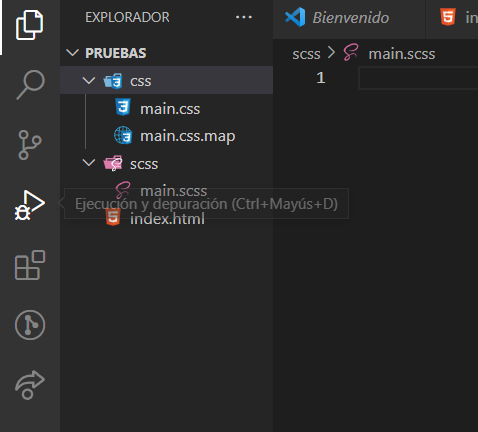 EXPLORADOR ...
Bienvenido
in
PRUEBAS
scss > main.scss
css
1
main.css
main.css.map
scss
main.scss
Ejecución y depuración (Ctrl+Mayús+D)
index.html